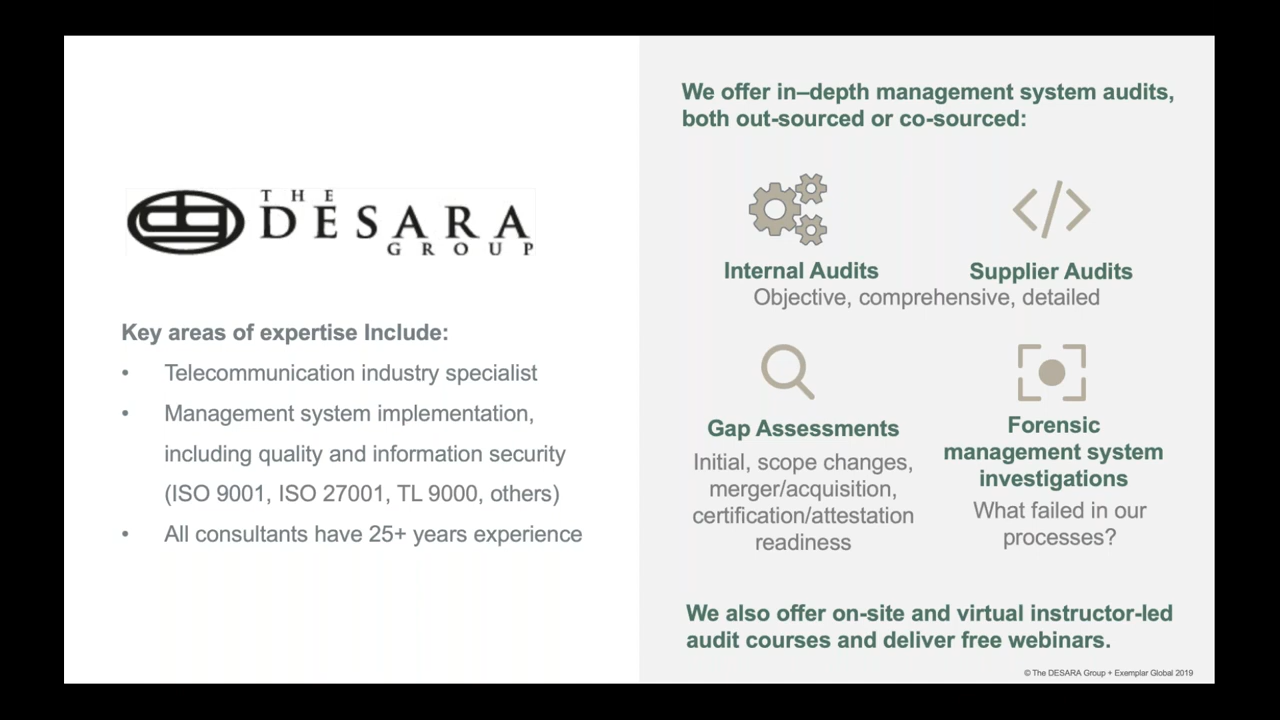 THE
DESARA
GROUP
Key areas of expertise Include:
• Telecommunication industry specialist
• Management system implementation,
including quality and information security
(ISO 9001, ISO 27001, TL 9000, others)
• All consultants have 25+ years experience
We offer in–depth management system audits,
both out-sourced or co-sourced:
Internal Audits
Supplier Audits
Objective, comprehensive, detailed
Gap Assessments
Initial, scope changes,
merger/acquisition,
certification/attestation
readiness
Forensic
management system
investigations
What failed in our
processes?
We also offer on-site and virtual instructor-led
audit courses and deliver free webinars.
© The DESARA Group + Exemplar Global 2019